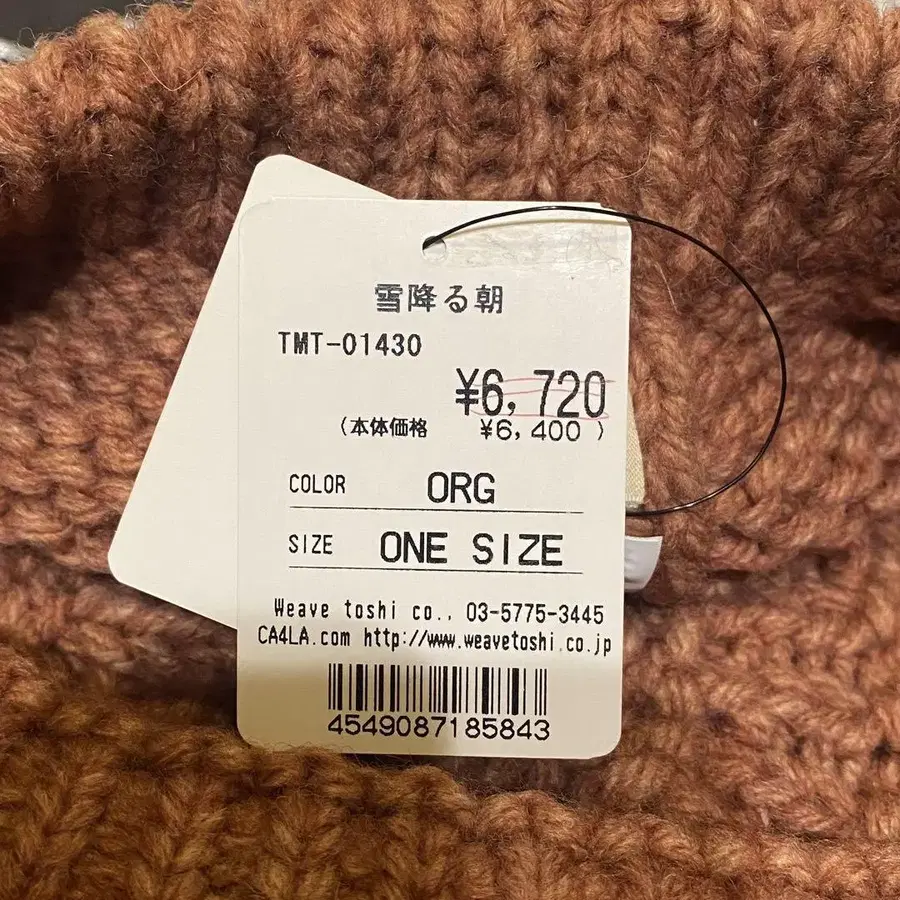 雪降る朝
TMT-01430
¥6,720
(本体価格 ¥6,400 )
COLOR ORG
SIZE ONE SIZE
Weave toshi co., 03-5775-3445
CA4LA.com http://www.weavetoshi.co.jp
4549087185843